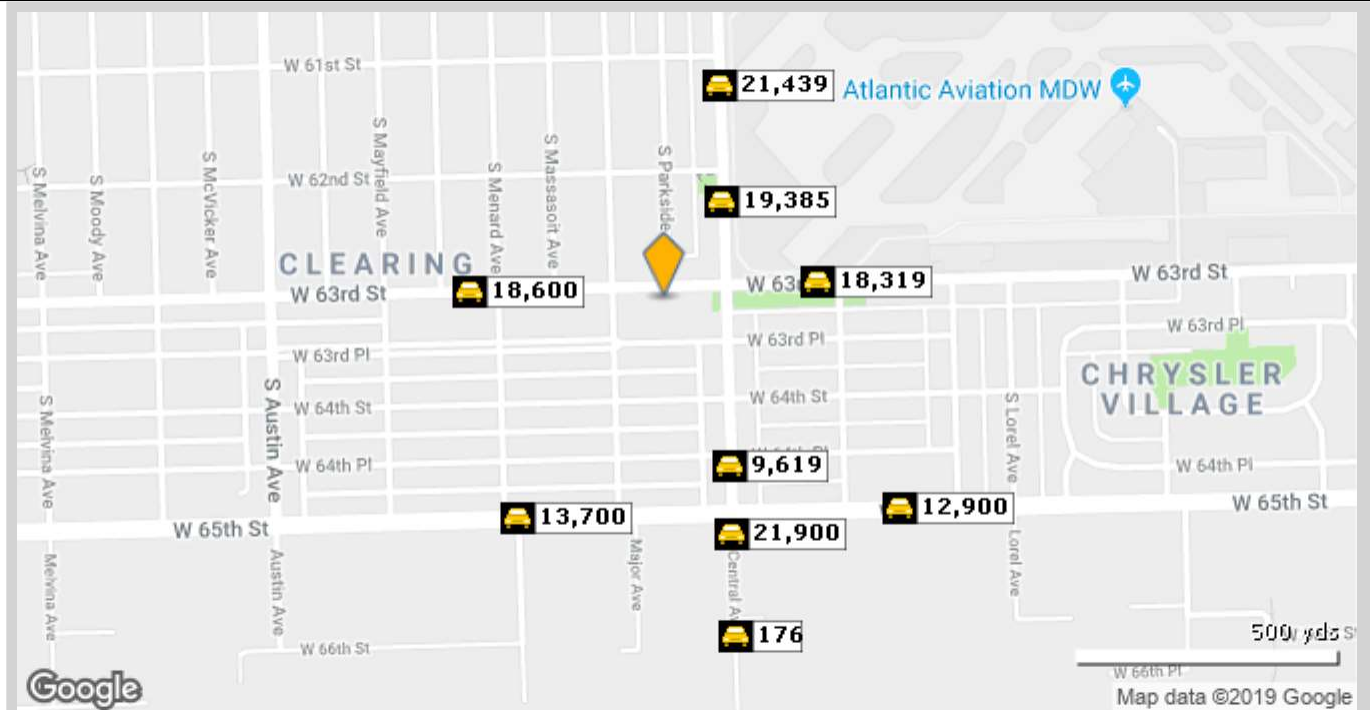 W 61st St
21,439
Atlantic Aviation MDW
S Melvina Ave
S Moody Ave
S McVicker Ave
S Mayfield Ave
S Menard Ave
S Massasoit Ave
S Parkside
W 62nd St
19,385
CLEARING
W 63rd St
18,600
W 63
18,319
W 63rd St
W 63rd Pl
W 63rd Pl
W 63rd Pl
CHRYSLER
VILLAGE
S Melvina Ave
S Austin Ave
W 64th St
W 64th St
S Lorel Ave
W 64th Pl
9,619
W 64th Pl
W 65th St
13,700
12,900
W 65th St
21,900
Melvina Ave
Austin Ave
Major Ave
Central Av
Lorel Ave
176
W 66th St
500 yds
W 66th Pl
Google
Map data ©2019 Google